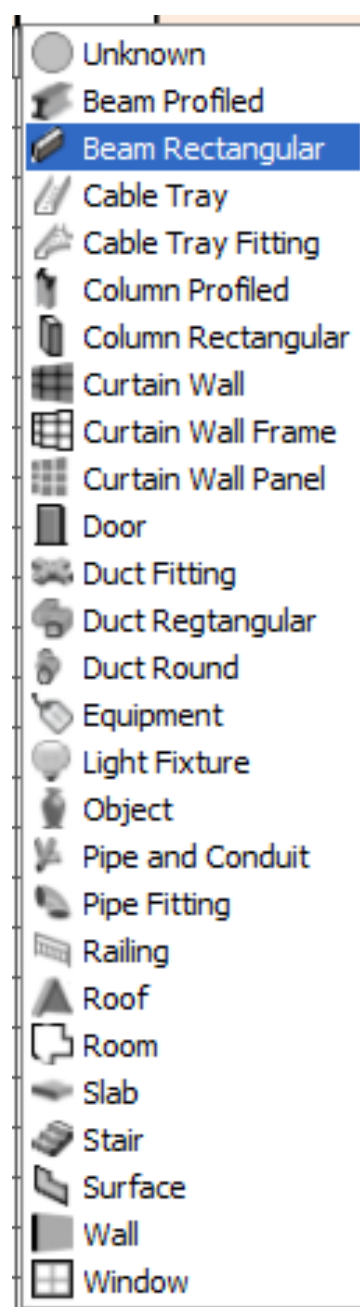 Unknown
Beam Profiled
Beam Rectangular
Cable Tray
Cable Tray Fitting
Column Profiled
Column Rectangular
Curtain Wall
Curtain Wall Frame
Curtain Wall Panel
Door
Duct Fitting
Duct Regtangular
Duct Round
Equipment
Light Fixture
Object
Pipe and Conduit
Pipe Fitting
Railing
Roof
Room
Slab
Stair
Surface
Wall
Window